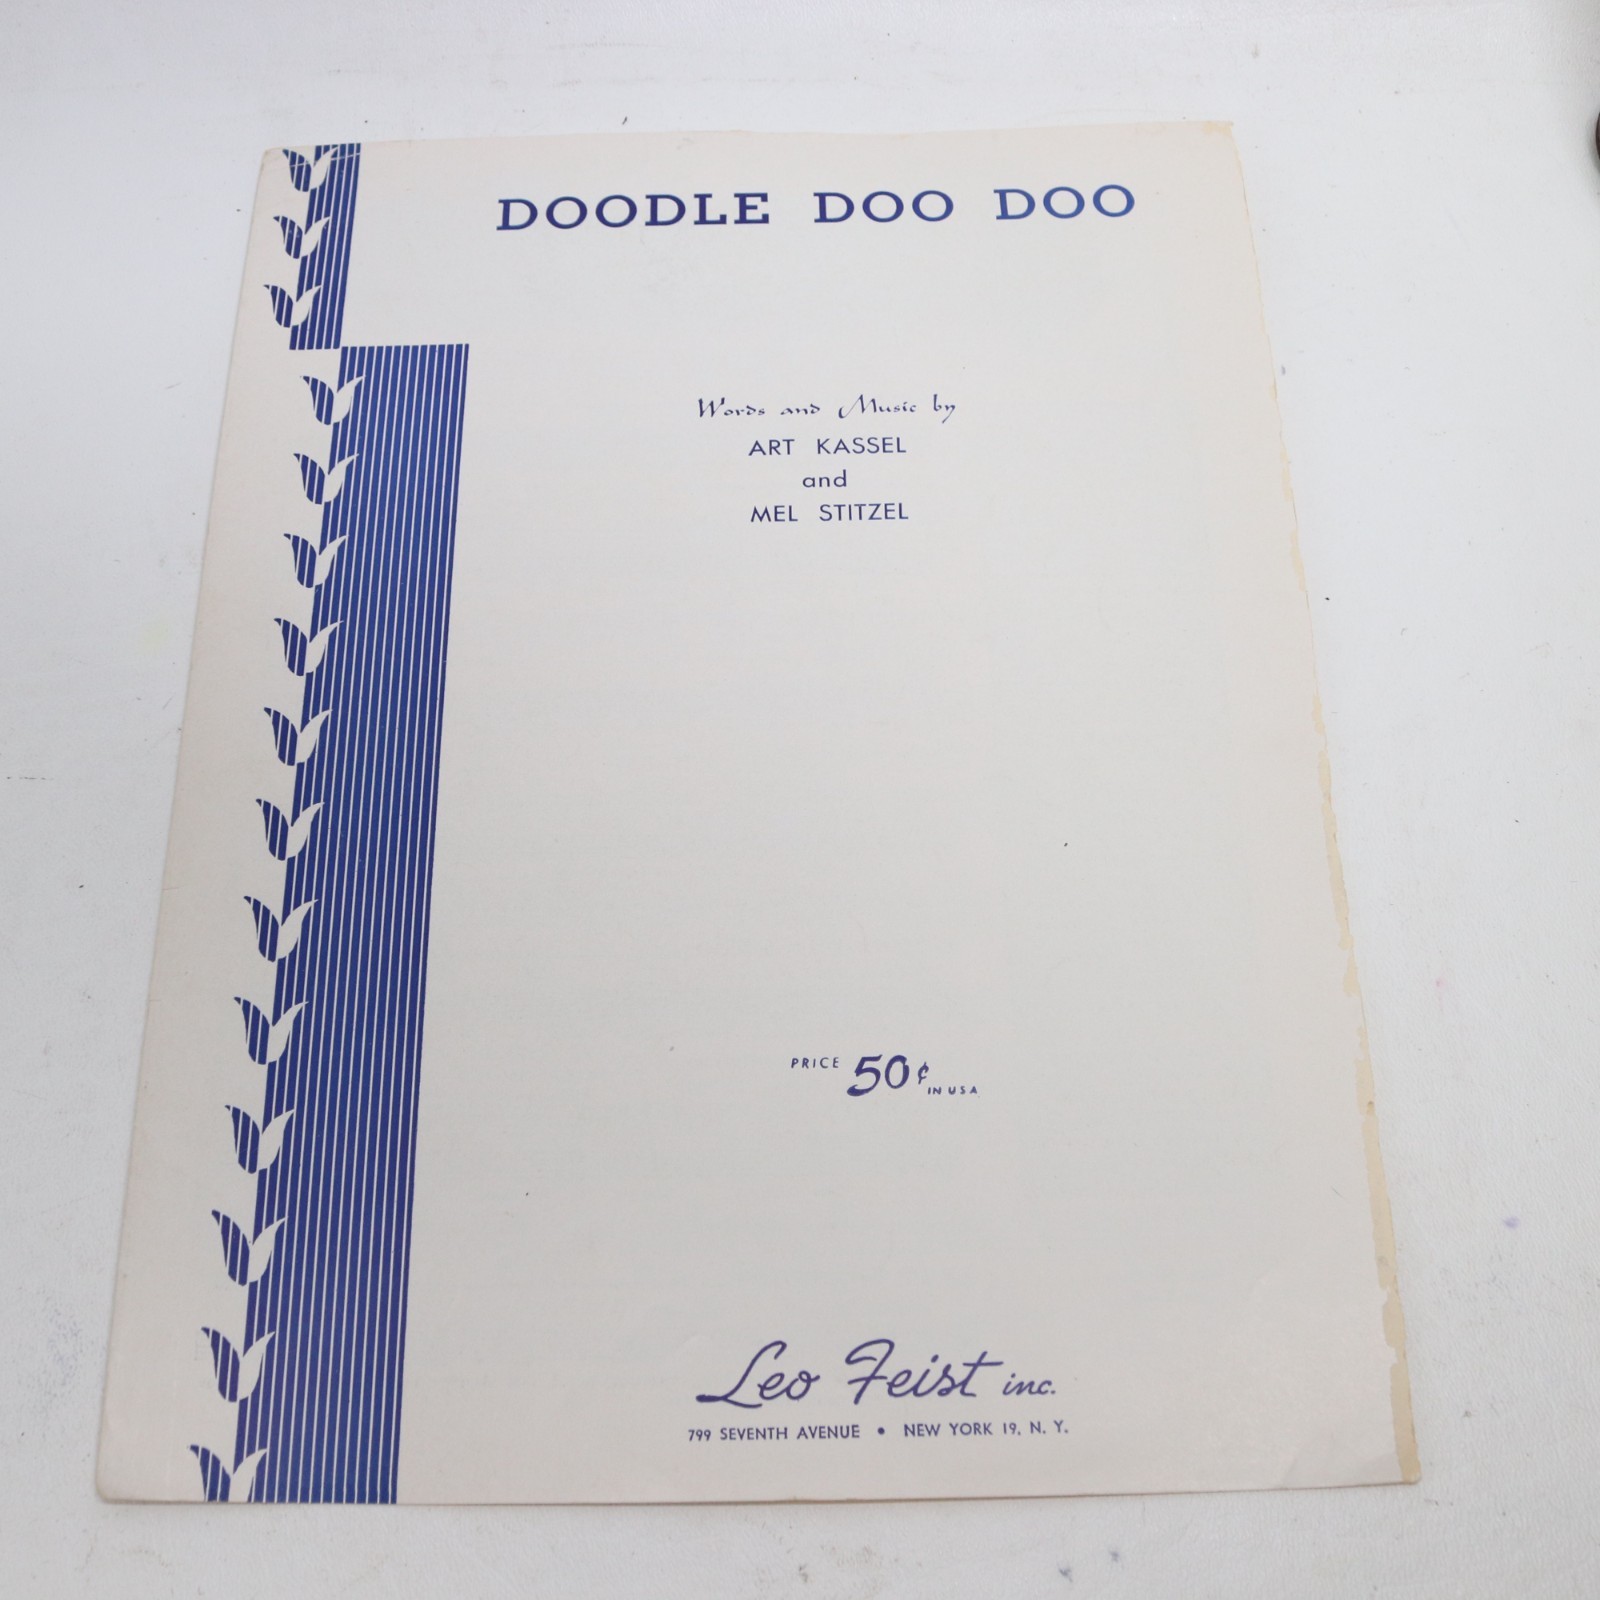 DOODLE DOO DOO
Words and Music by
ART KASSEL
and
MEL STITZEL
PRICE 50¢ IN USA
Leo Feist inc.
799 SEVENTH AVENUE • NEW YORK 19, N. Y.